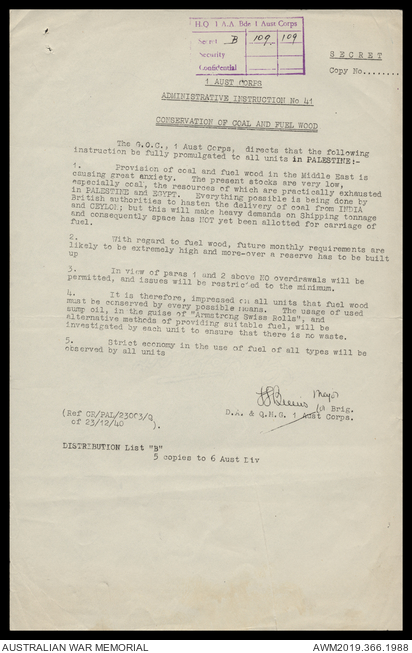 H.Q 1 A.A. Bde 1 Aust Corps
Secret B 109 109
Security
Confidential
S E C R E T
Copy No........
1 AUST CORPS
ADMINISTRATIVE INSTRUCTION No 41
CONSERVATION OF COAL AND FUEL WOOD
The G.O.C., 1 Aust Corps, directs that the following
instruction be fully promulgated to all units in PALESTINE:-
1. Provision of coal and fuel wood in the Middle East is
causing great anxiety. The present stocks are very low,
especially coal, the resources of which are practically exhausted
in PALESTINE and EGYPT. Everything possible is being done by
British authorities to hasten the delivery of coal from INDIA
and CEYLON; but this will make heavy demands on Shipping tonnage
and consequently space has NOT yet been allotted for carriage of
fuel.
2. With regard to fuel wood, future monthly requirements are
likely to be extremely high and more-over a reserve has to be built
up
3. In view of paras 1 and 2 above NO overdrawals will be
permitted, and issues will be restric'ed to the minimum.
4. It is therefore, impressed on all units that fuel wood
must be conserved by every possible means. The usage of used
sump oil, in the guise of "Armstrong Swiss Rolls", and
alternative methods of providing suitable fuel, will be
investigated by each unit to ensure that there is no waste.
5. Strict economy in the use of fuel of all types will be
observed by all units
Major
Brig.
D.A. & Q.M.G. 1 Aust Corps.
(Ref CE/PAL/23003/Q
of 23/12/40 ).
DISTRIBUTION List "B"
5 copies to 6 Aust Div
AUSTRALIAN WAR MEMORIAL
AWM2019.366.1988